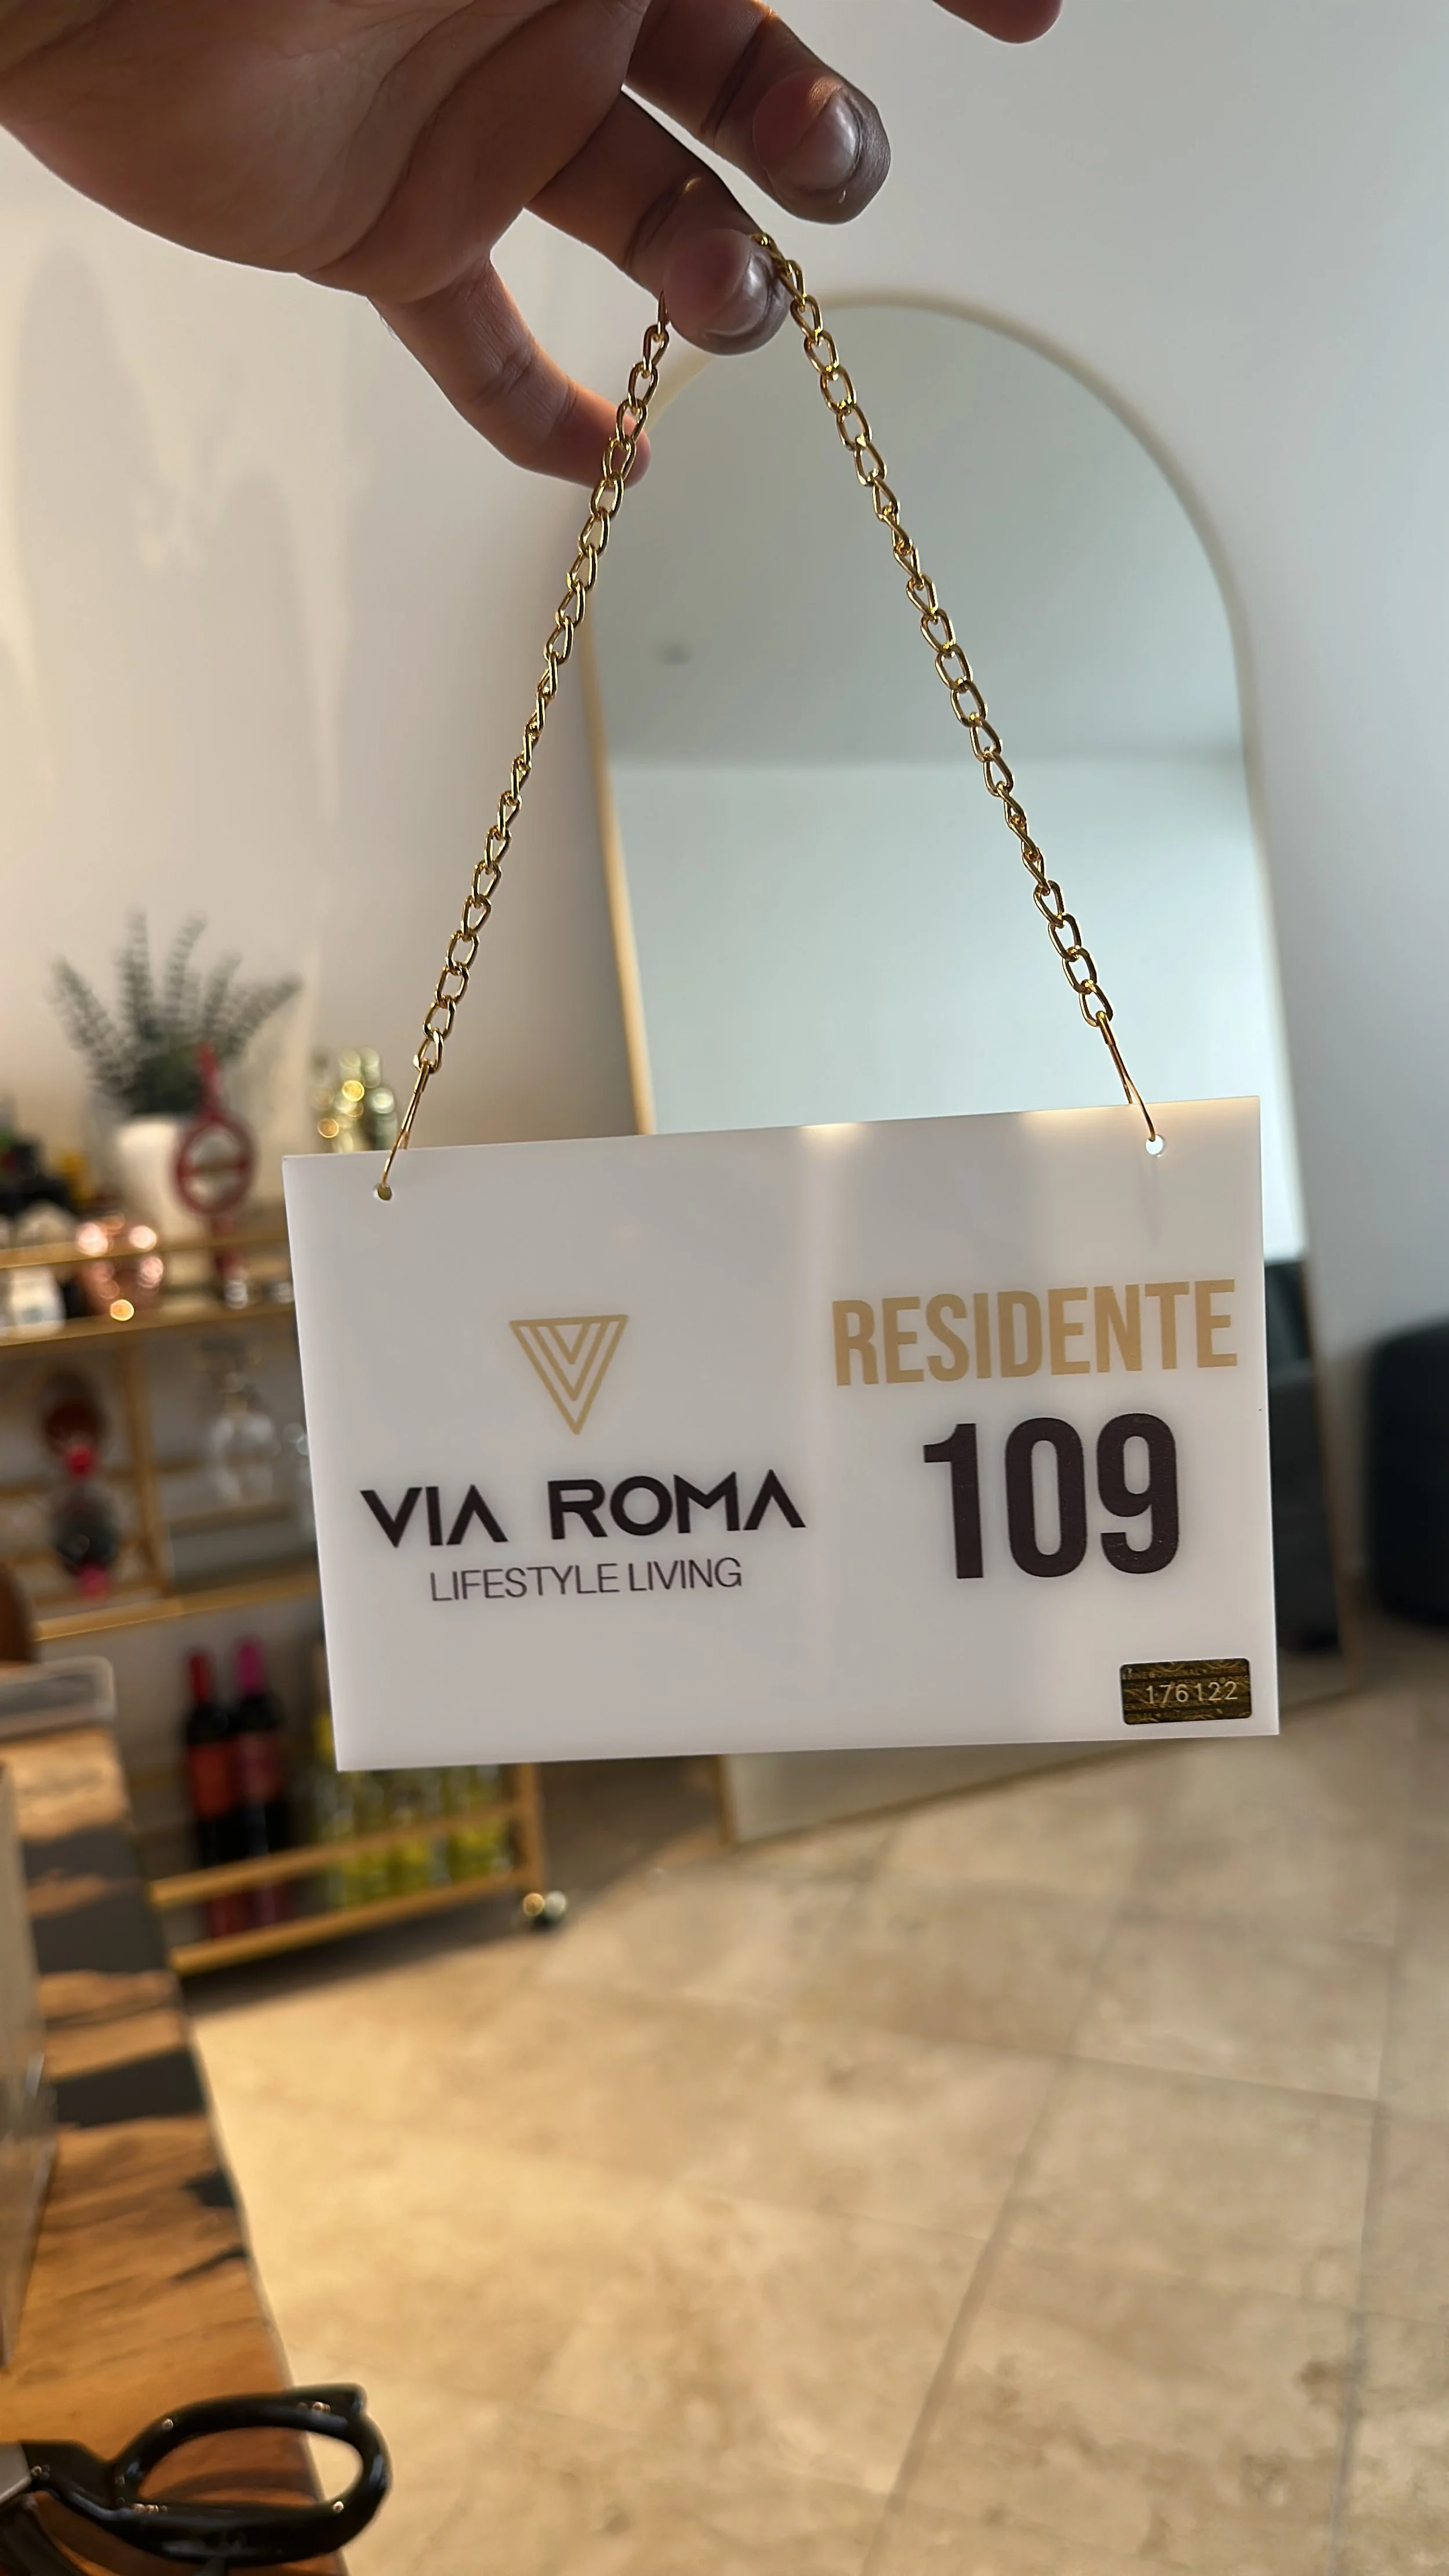 VIA ROMA
LIFESTYLE LIVING
RESIDENTE
109
176122